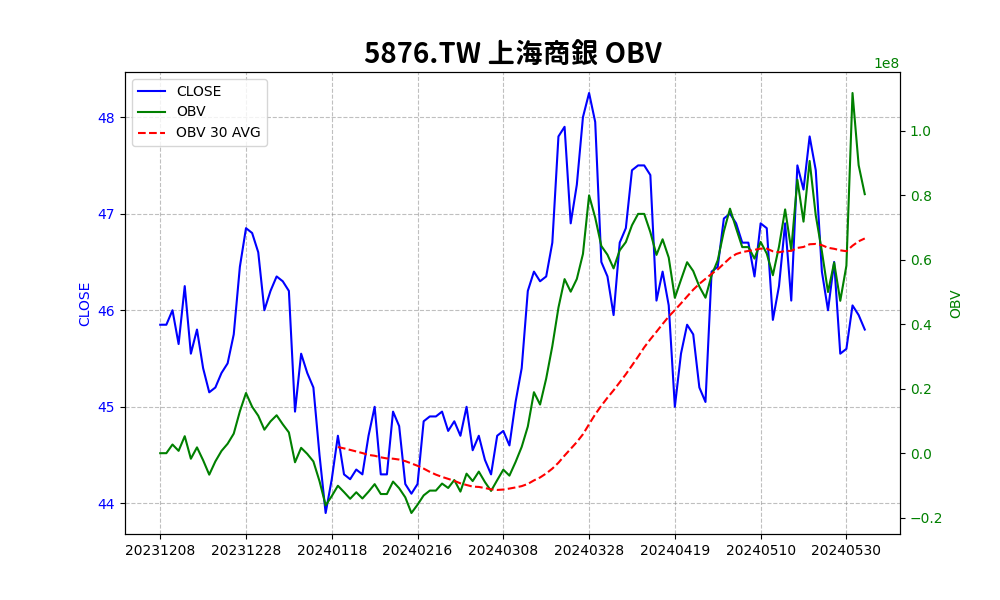 5876.TW 上海商銀 OBV
1e8
CLOSE
OBV
OBV 30 AVG
48
47
46
45
44
CLOSE
1.0
0.8
0.6
0.4
0.2
0.0
−0.2
OBV
20231208 20231228 20240118 20240216 20240308 20240328 20240419 20240510 20240530